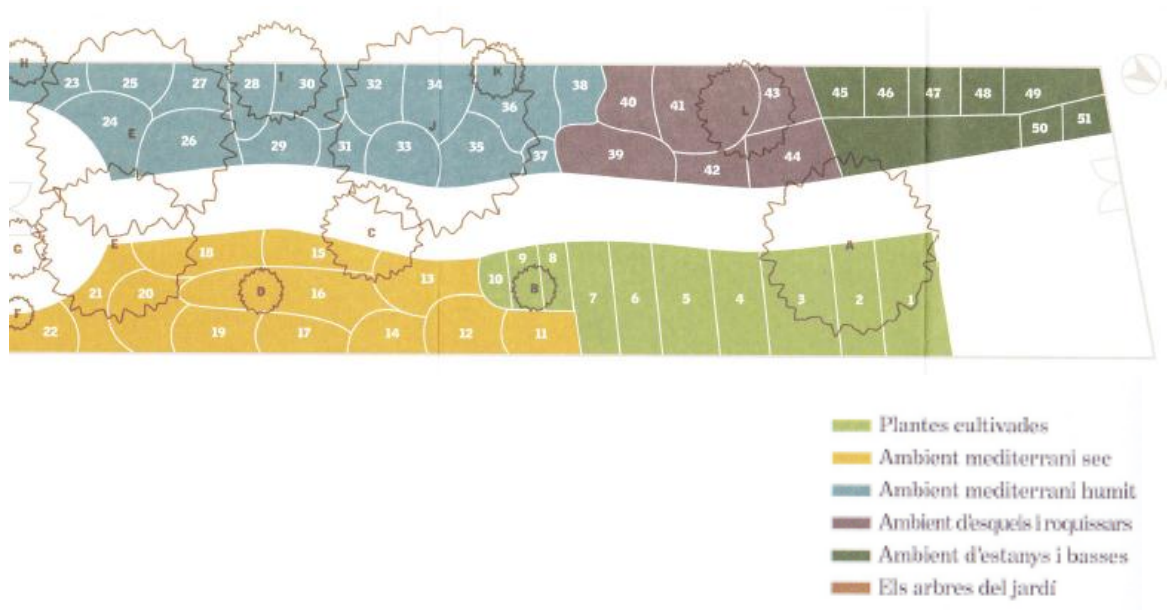 H 23 25 27 28 I 30 32 34 K 36 38 40 41 43 45 46 47 48 49
24 E 26 29 31 33 J 35 37 39 42 L 44 50 51
G E 18 15 C 13 10 9 8 A
F 22 21 20 D 16 B 7 6 5 4 3 2 1
19 17 14 12 11
Plantes cultivades
Ambient mediterrani sec
Ambient mediterrani humit
Ambient d'esqueis i roquissars
Ambient d'estanys i basses
Els arbres del jardí